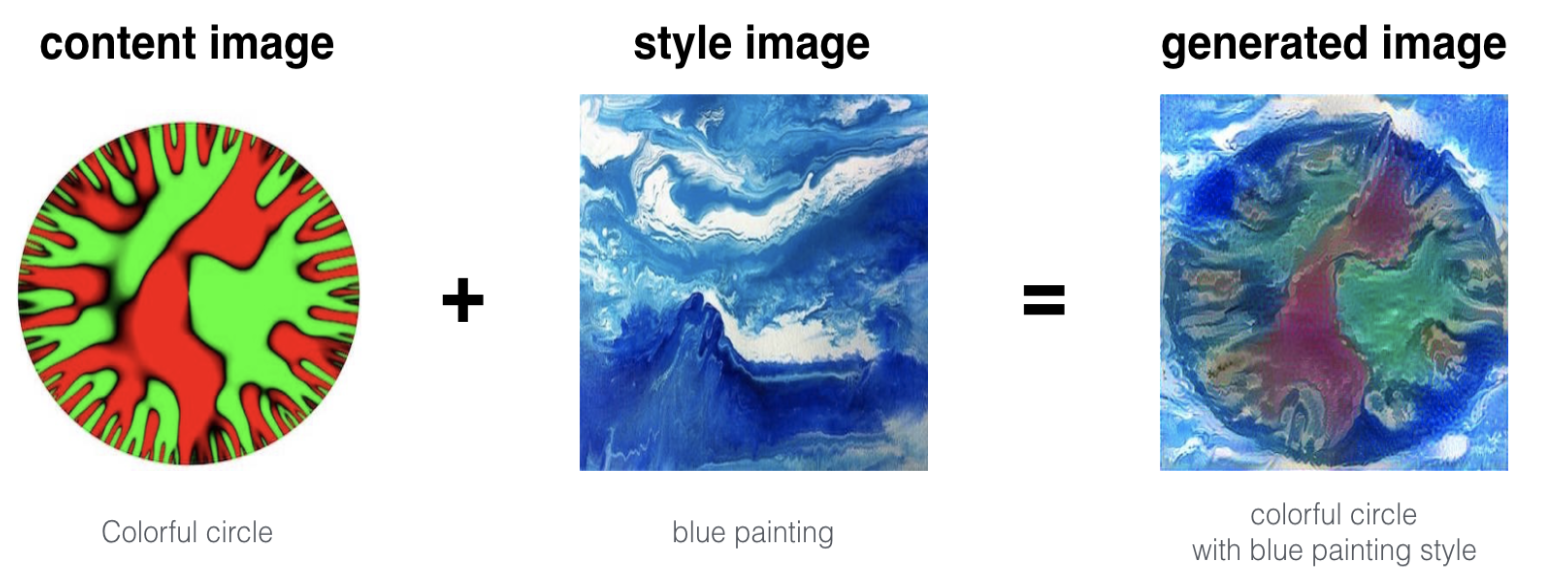 content image
style image
generated image
+
=
Colorful circle
blue painting
colorful circle
with blue painting style